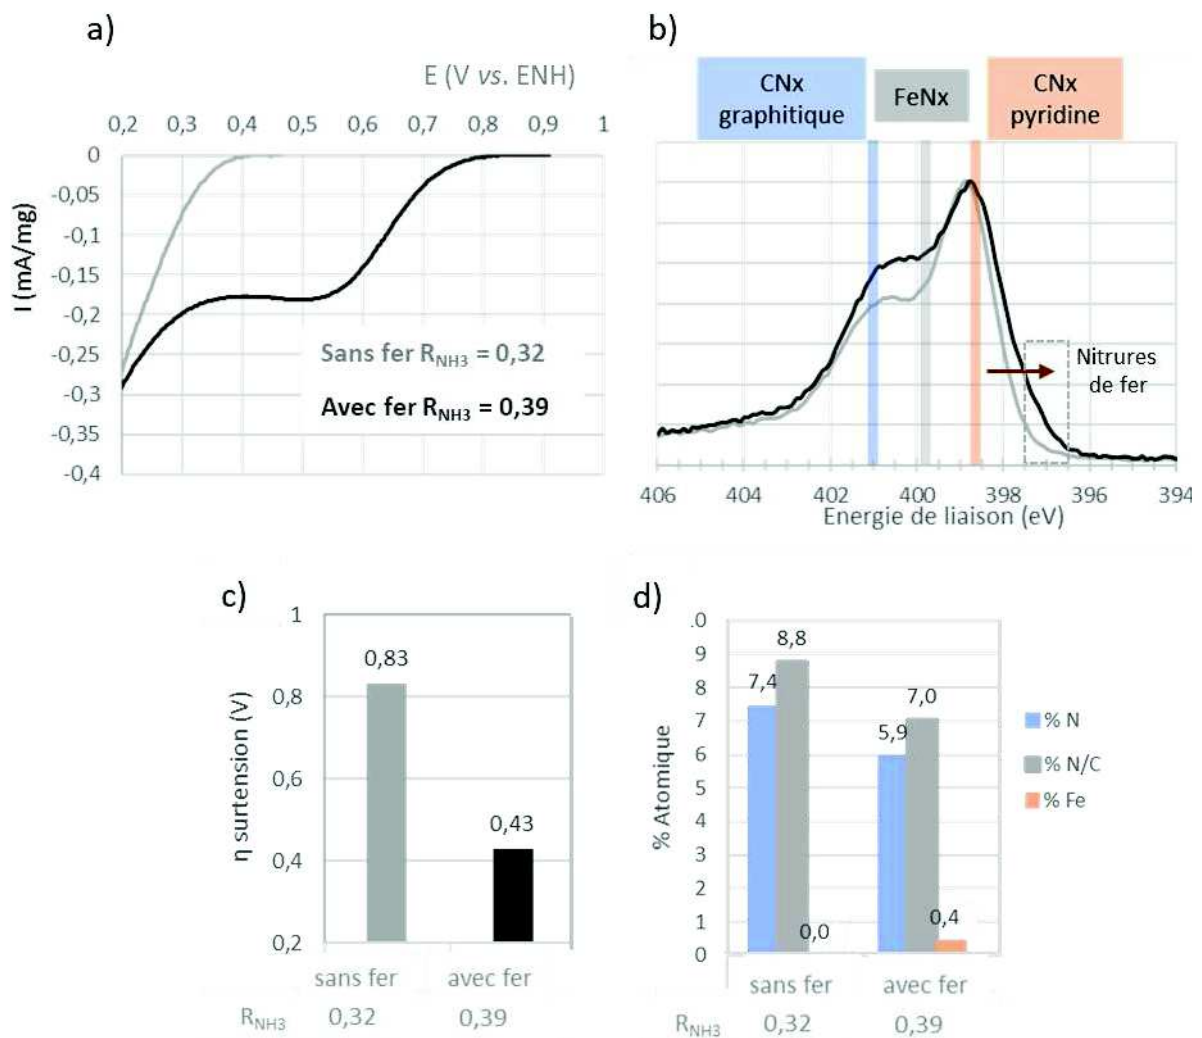 a)
E (V vs. ENH)
0,2 0,3 0,4 0,5 0,6 0,7 0,8 0,9 1
0
-0,05
-0,1
-0,15
-0,2
-0,25
-0,3
-0,35
-0,4
I (mA/mg)
Sans fer RNH3 = 0,32
Avec fer RNH3 = 0,39
b)
CNx
graphitique
FeNx
CNx
pyridine
Nitrures
de fer
406 404 402 400 398 396 394
Energie de liaison (eV)
c)
1
0,8
0,6
0,4
0,2
η surtension (V)
0,83
0,43
sans fer avec fer
RNH3 0,32 0,39
d)
.0
9
8
7
6
5
4
3
2
1
0
% Atomique
7,4
8,8
0,0
5,9
7,0
0,4
% N
% N/C
% Fe
sans fer avec fer
RNH3 0,32 0,39